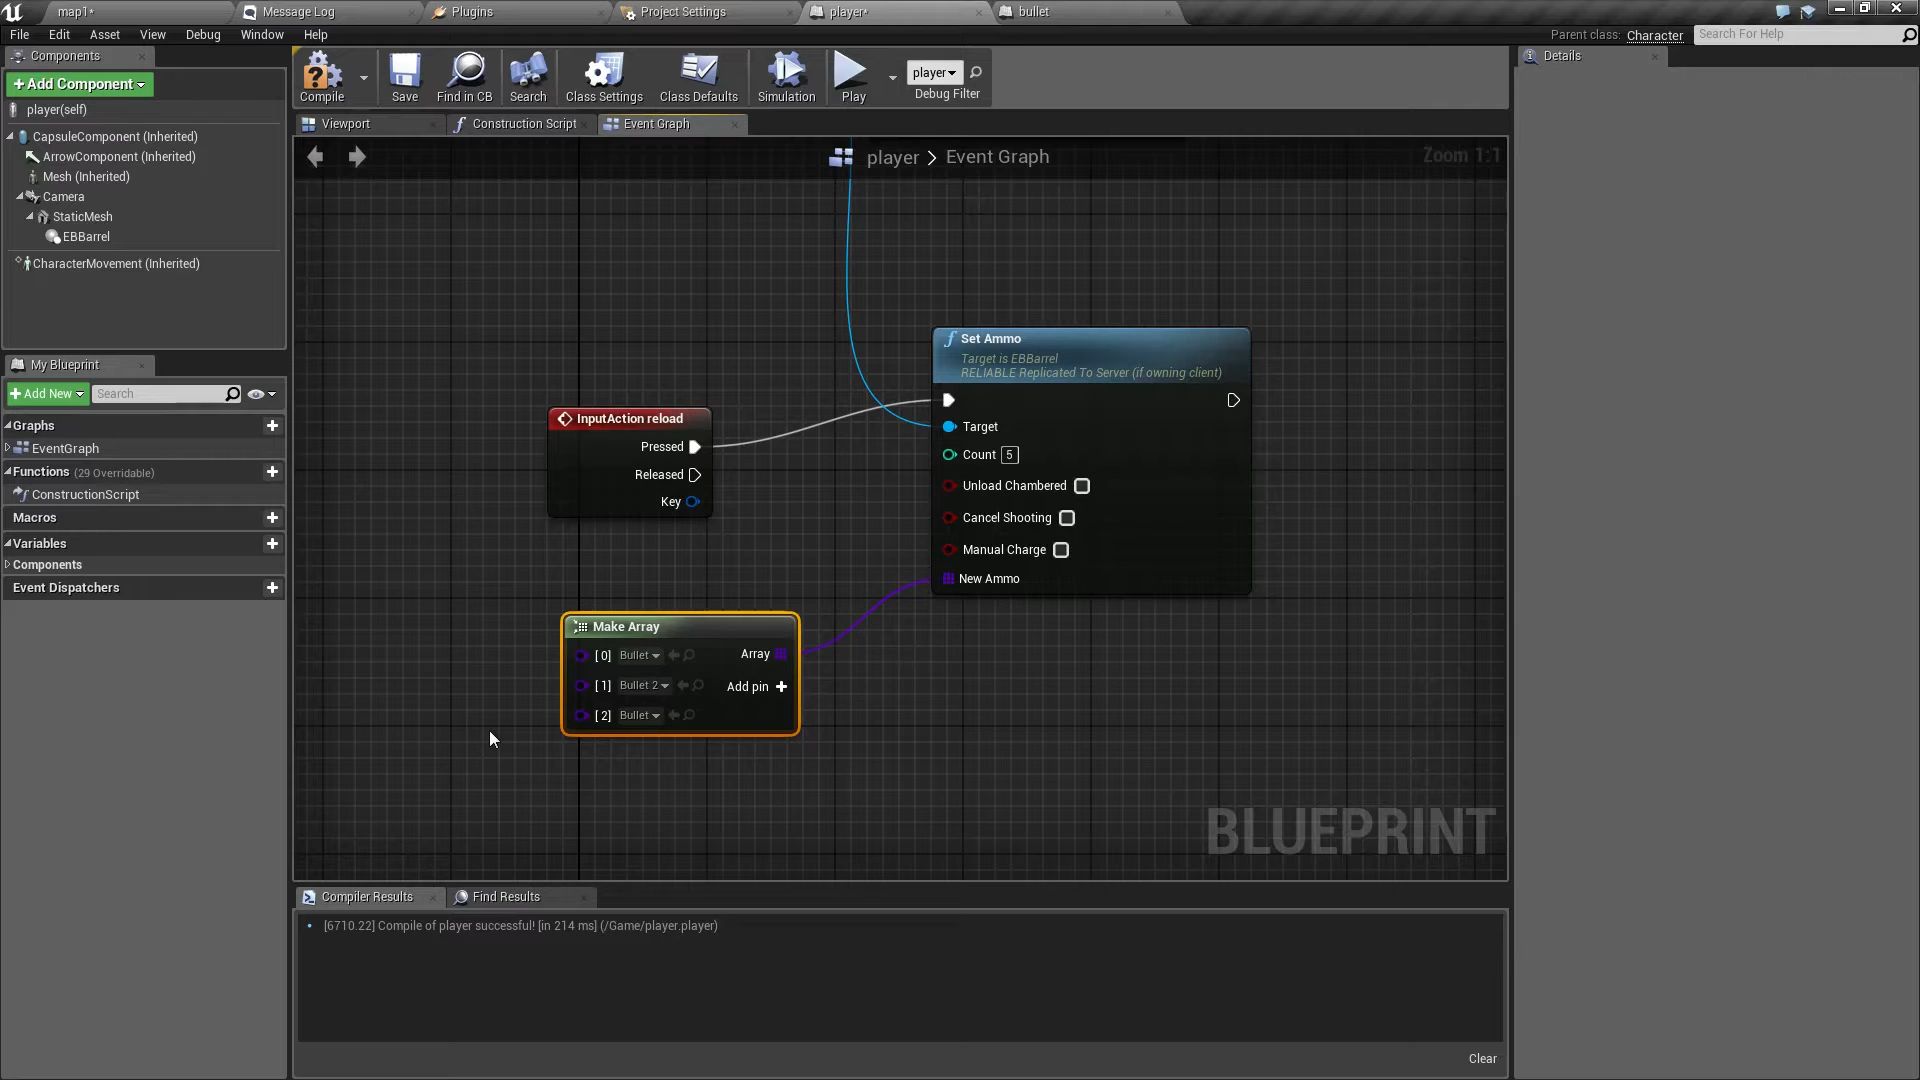 map1*
Message Log
Plugins
Project Settings
player*
bullet
File
Edit
Asset
View
Debug
Window
Help
Parent class: Character
Search For Help
Components
+Add Component
player(self)
CapsuleComponent (Inherited)
ArrowComponent (Inherited)
Mesh (Inherited)
Camera
StaticMesh
EBBarrel
CharacterMovement (Inherited)
Compile
Save
Find in CB
Search
Class Settings
Class Defaults
Simulation
Play
player
Debug Filter
Details
Viewport
Construction Script
Event Graph
player > Event Graph
Zoom 1:1
My Blueprint
+Add New
Search
Graphs
EventGraph
Functions (29 Overridable)
ConstructionScript
Macros
Variables
Components
Event Dispatchers
Set Ammo
Target is EBBarrel
RELIABLE Replicated To Server (if owning client)
Target
Count 5
Unload Chambered
Cancel Shooting
Manual Charge
New Ammo
InputAction reload
Pressed
Released
Key
Make Array
[0] Bullet
Array
[1] Bullet 2
Add pin +
[2] Bullet
BLUEPRINT
Compiler Results
Find Results
[6710.22] Compile of player successful! [in 214 ms] (/Game/player.player)
Clear